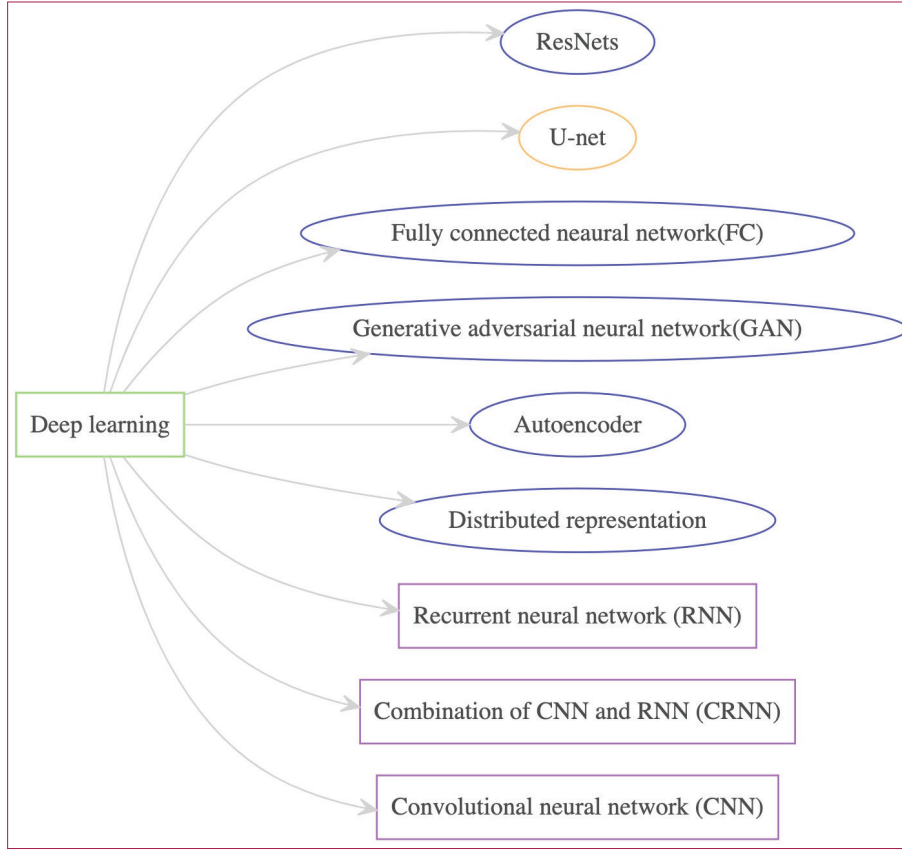 ResNets
U-net
Fully connected neaural network(FC)
Generative adversarial neural network(GAN)
Deep learning
Autoencoder
Distributed representation
Recurrent neural network (RNN)
Combination of CNN and RNN (CRNN)
Convolutional neural network (CNN)